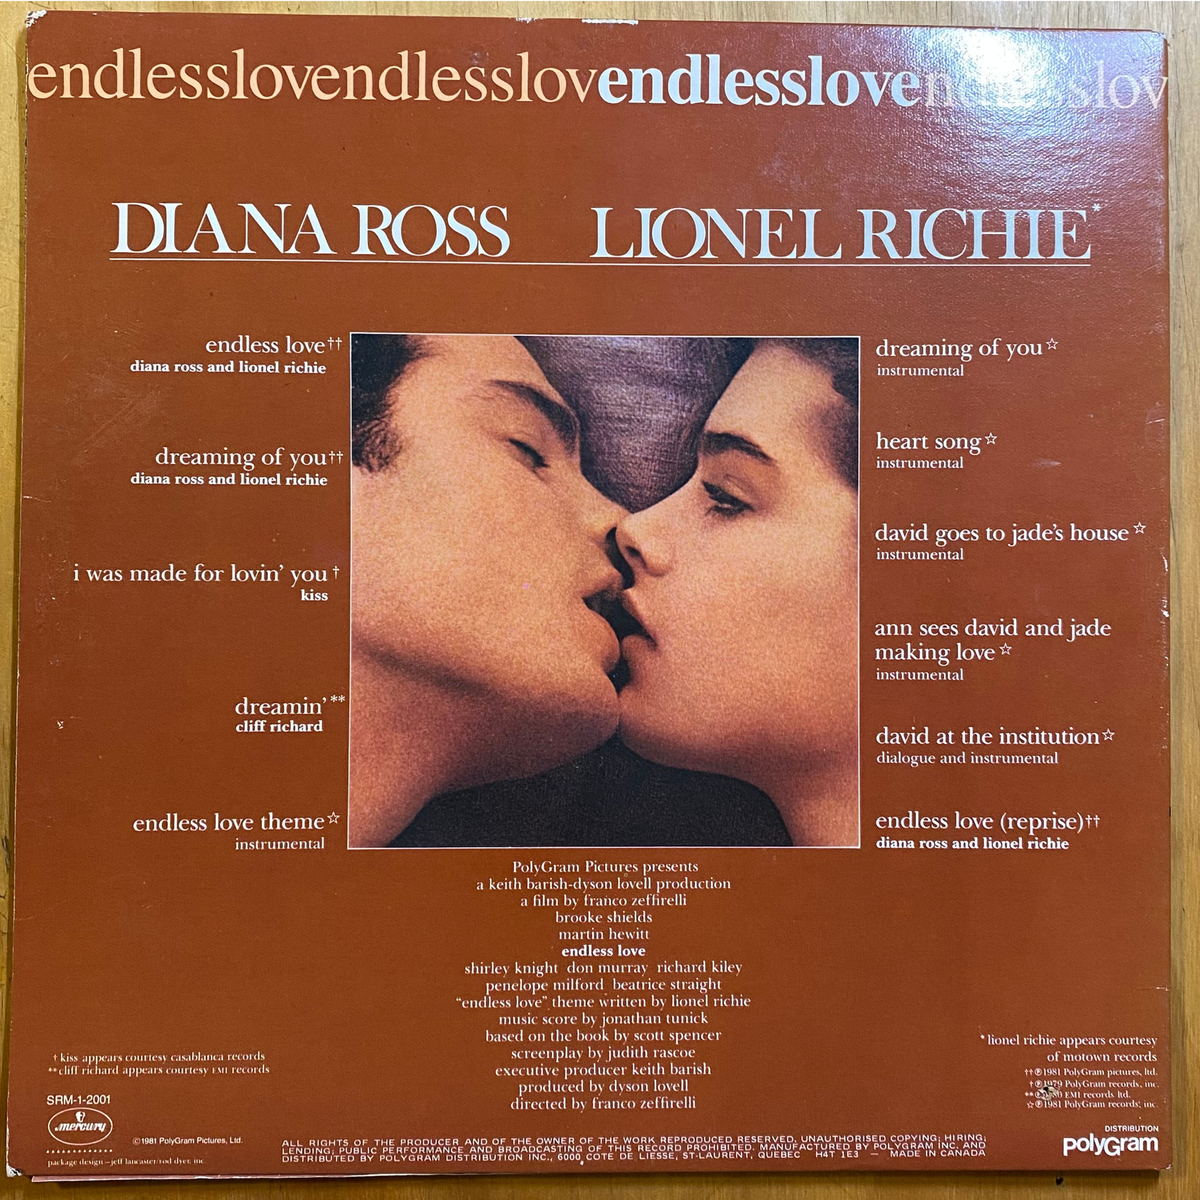 endlesslovendlesslovendlesslovendlesslov
DIANA ROSS LIONEL RICHIE*
endless love††
diana ross and lionel richie
dreaming of you††
diana ross and lionel richie
i was made for lovin' you†
kiss
dreamin'**
cliff richard
endless love theme☆
instrumental
dreaming of you☆
instrumental
heart song☆
instrumental
david goes to jade's house☆
instrumental
ann sees david and jade
making love☆
instrumental
david at the institution☆
dialogue and instrumental
endless love (reprise)††
diana ross and lionel richie
PolyGram Pictures presents
a keith barish-dyson lovell production
a film by franco zeffirelli
brooke shields
martin hewitt
endless love
shirley knight don murray richard kiley
penelope milford beatrice straight
"endless love" theme written by lionel richie
music score by jonathan tunick
based on the book by scott spencer
screenplay by judith rascoe
executive producer keith barish
produced by dyson lovell
directed by franco zeffirelli
† kiss appears courtesy casablanca records
**cliff richard appears courtesy EMI records
*lionel richie appears courtesy
of motown records
††℗1981 PolyGram pictures, ltd.
†℗1979 PolyGram records, inc.
EMI records ltd.
☆℗1981 PolyGram records, inc.
SRM-1-2001
mercury
©1981 PolyGram Pictures, Ltd.
package design—jeff lancaster/rod dyer, inc.
ALL RIGHTS OF THE PRODUCER AND OF THE OWNER OF THE WORK REPRODUCED RESERVED. UNAUTHORISED COPYING; HIRING;
LENDING; PUBLIC PERFORMANCE AND BROADCASTING OF THIS RECORD PROHIBITED. MANUFACTURED BY POLYGRAM INC. AND
DISTRIBUTED BY POLYGRAM DISTRIBUTION INC., 6000, COTE DE LIESSE, ST-LAURENT, QUEBEC H4T 1E3 — MADE IN CANADA
DISTRIBUTION
polyGram